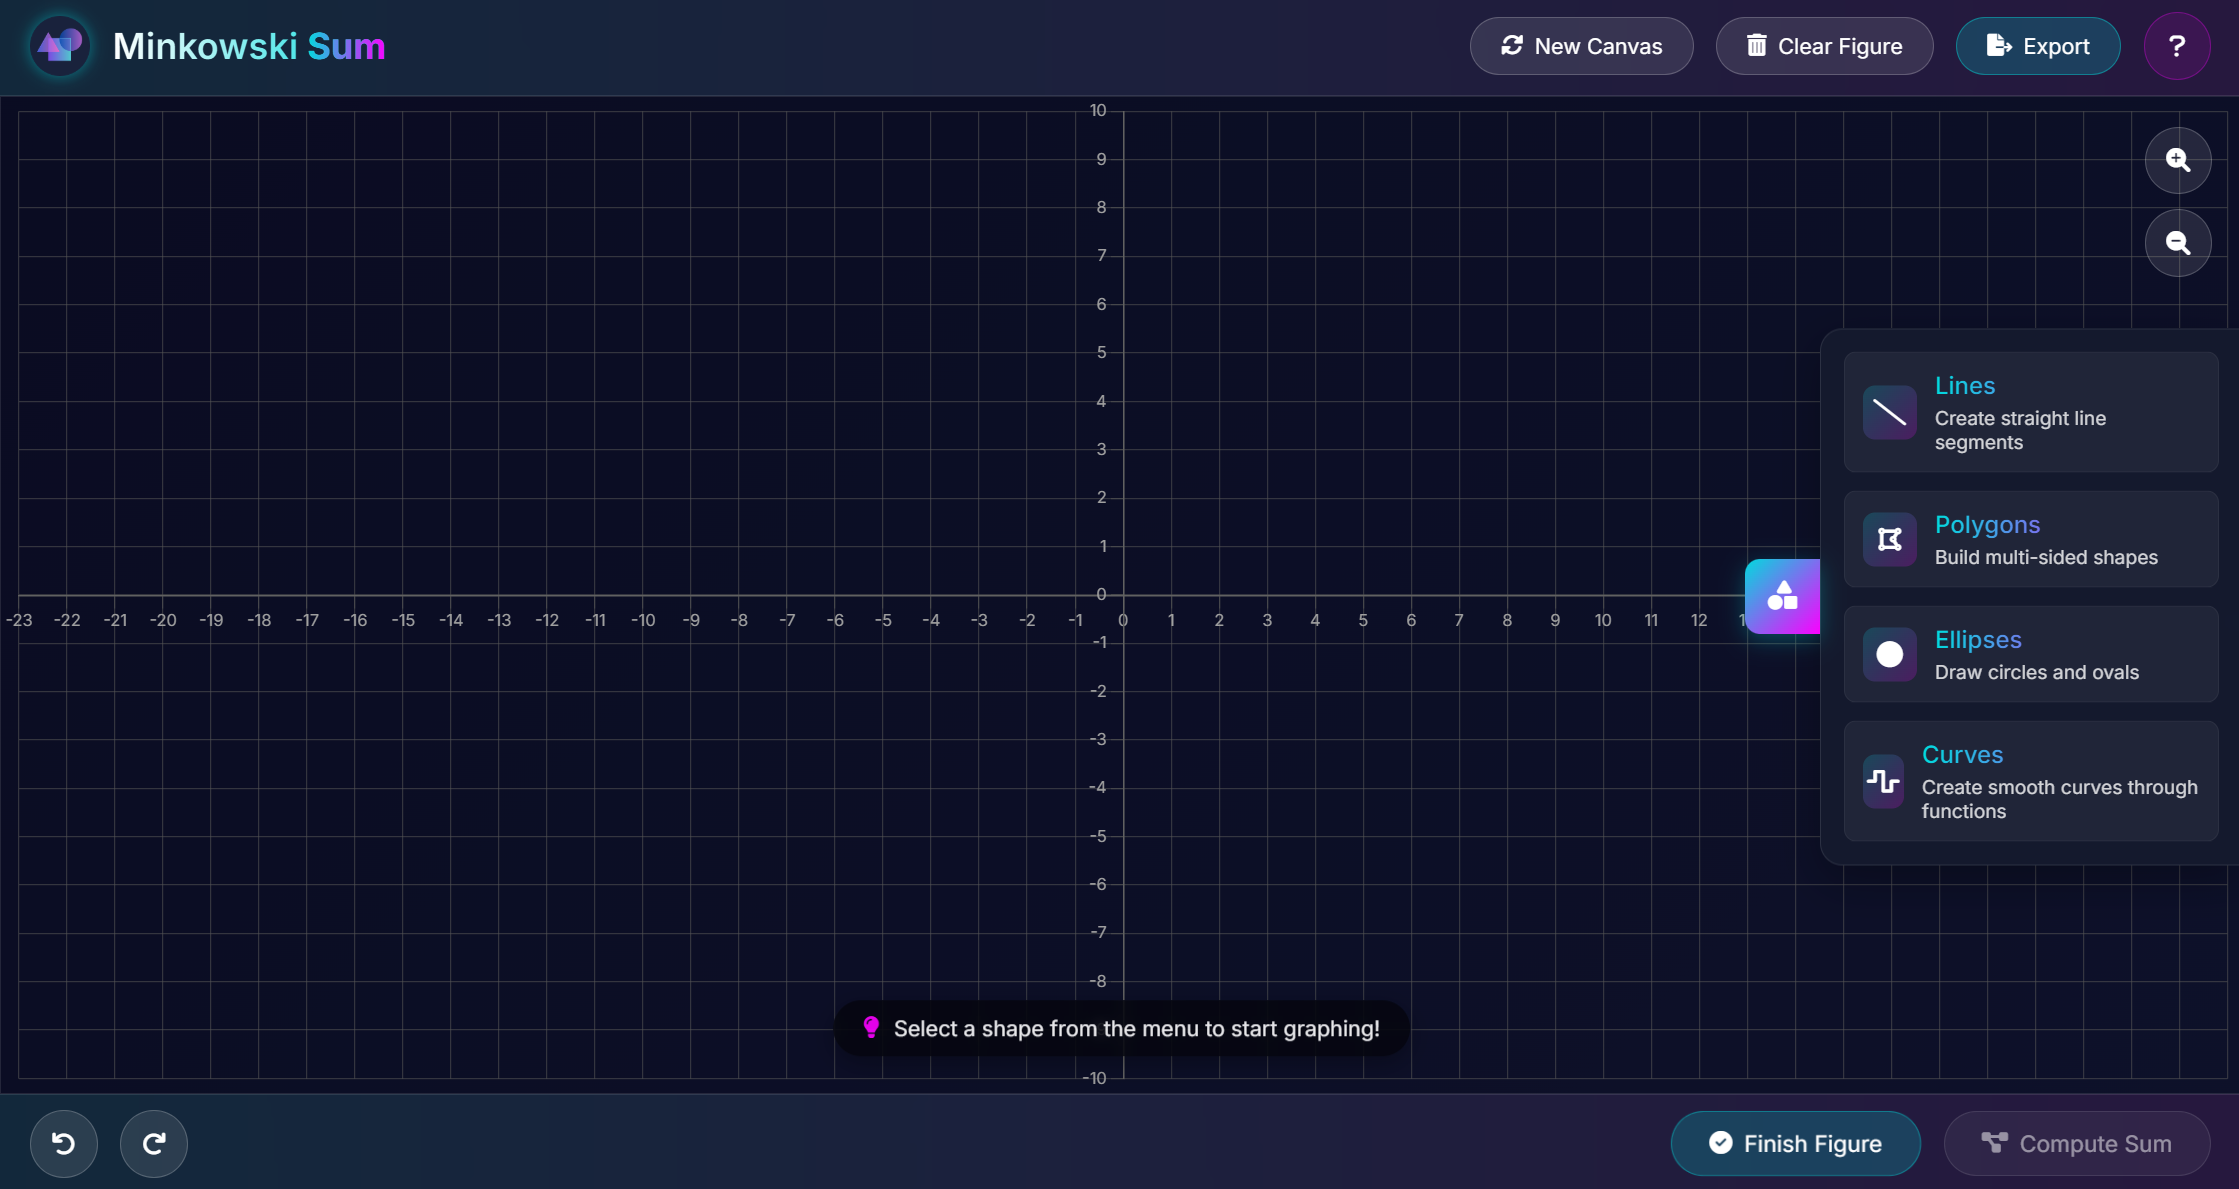 Minkowski Sum
New Canvas
Clear Figure
Export
?
10
9
8
7
6
5
4
3
2
1
0
-23 -22 -21 -20 -19 -18 -17 -16 -15 -14 -13 -12 -11 -10 -9 -8 -7 -6 -5 -4 -3 -2 -1 0 1 2 3 4 5 6 7 8 9 10 11 12
-1
-2
-3
-4
-5
-6
-7
-8
-10
Lines
Create straight line
segments
Polygons
Build multi-sided shapes
Ellipses
Draw circles and ovals
Curves
Create smooth curves through
functions
Select a shape from the menu to start graphing!
Finish Figure
Compute Sum